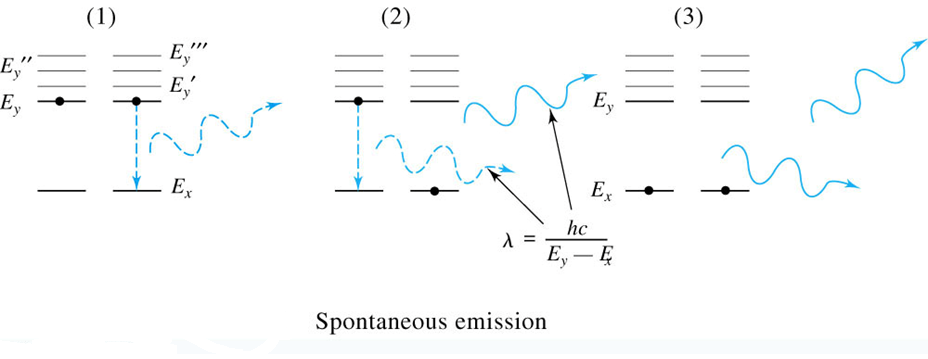 (1) (2) (3)
E_y''' 
E_y''
E_y'
E_y E_y
E_x E_x
λ = hc / E_y — E_x
Spontaneous emission